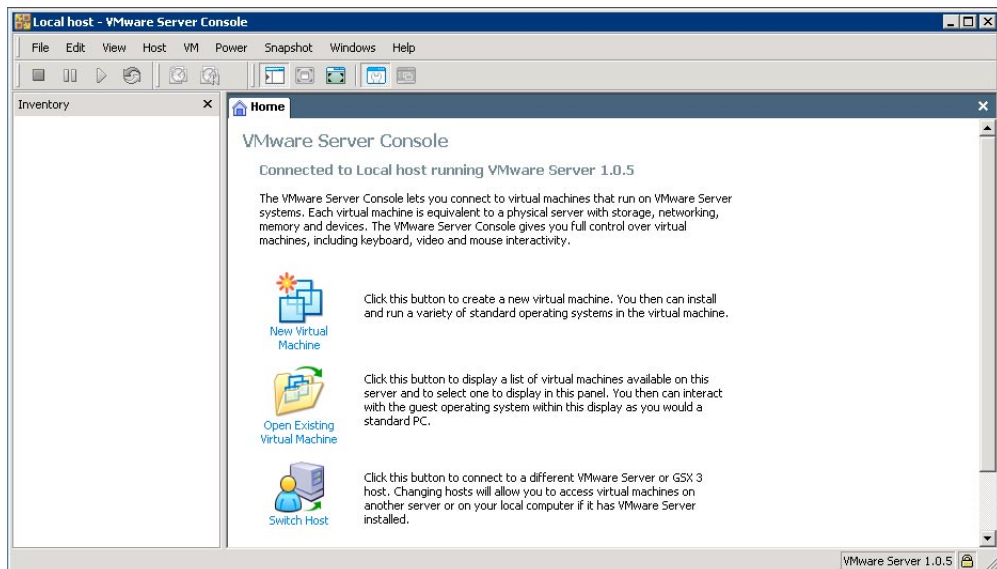 Local host - VMware Server Console
File Edit View Host VM Power Snapshot Windows Help
Inventory
Home
VMware Server Console
Connected to Local host running VMware Server 1.0.5
The VMware Server Console lets you connect to virtual machines that run on VMware Server
systems. Each virtual machine is equivalent to a physical server with storage, networking,
memory and devices. The VMware Server Console gives you full control over virtual
machines, including keyboard, video and mouse interactivity.
New Virtual
Machine
Click this button to create a new virtual machine. You then can install
and run a variety of standard operating systems in the virtual machine.
Open Existing
Virtual Machine
Click this button to display a list of virtual machines available on this
server and to select one to display in this panel. You then can interact
with the guest operating system within this display as you would a
standard PC.
Switch Host
Click this button to connect to a different VMware Server or GSX 3
host. Changing hosts will allow you to access virtual machines on
another server or on your local computer if it has VMware Server
installed.
VMware Server 1.0.5